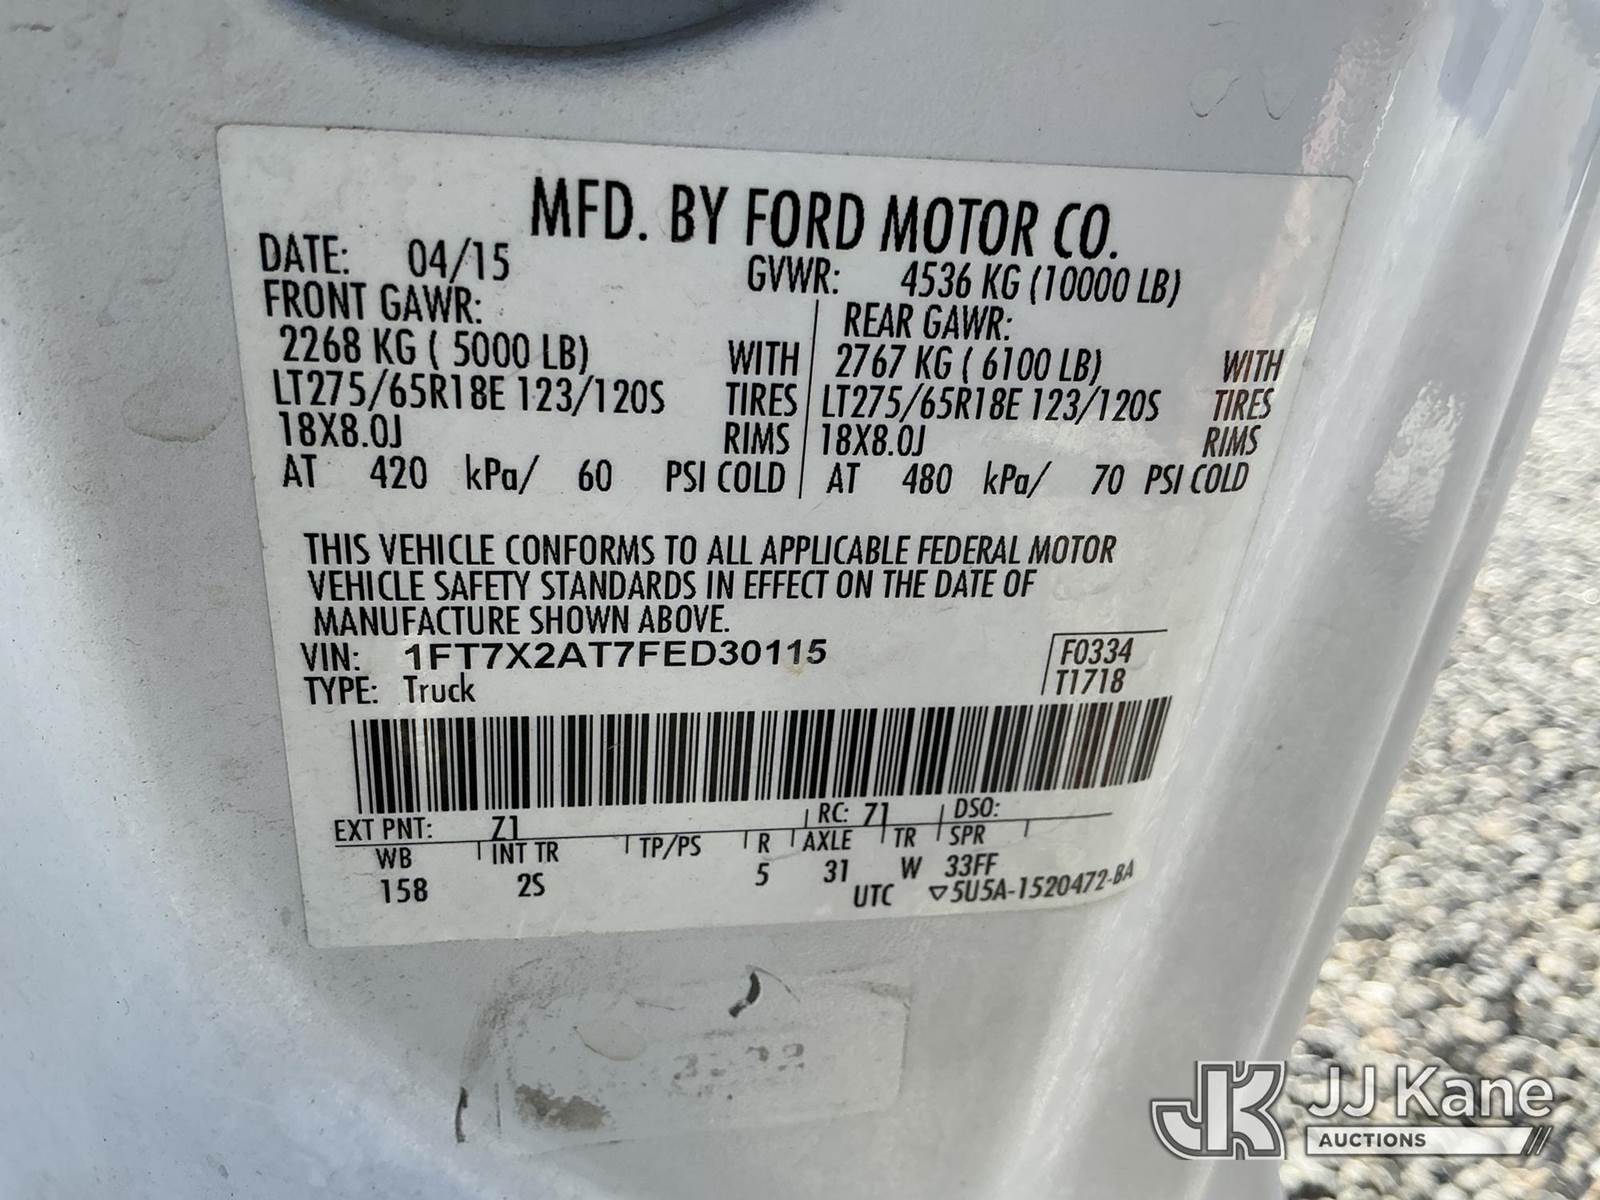 MFD. BY FORD MOTOR CO.
DATE: 04/15 GVWR: 4536 KG (10000 LB)
FRONT GAWR: REAR GAWR:
2268 KG ( 5000 LB) WITH 2767 KG ( 6100 LB) WITH
LT275/65R18E 123/120S TIRES LT275/65R18E 123/120S TIRES
18X8.0J RIMS 18X8.0J RIMS
AT 420 kPa/ 60 PSI COLD AT 480 kPa/ 70 PSI COLD
THIS VEHICLE CONFORMS TO ALL APPLICABLE FEDERAL MOTOR
VEHICLE SAFETY STANDARDS IN EFFECT ON THE DATE OF
MANUFACTURE SHOWN ABOVE.
VIN: 1FT7X2AT7FED30115 F0334
TYPE: Truck T1718
EXT PNT: Z1 RC: 71 DSO:
WB INT TR TP/PS R AXLE TR SPR
158 2S 5 31 W 33FF
UTC ▽5U5A-1520472-BA
JK JJ Kane
AUCTIONS